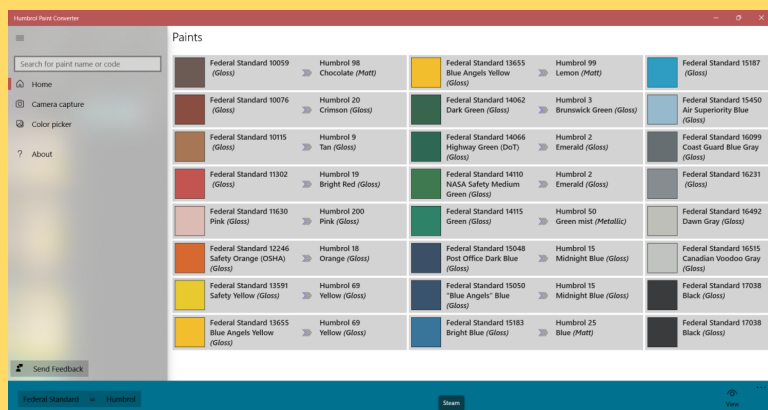 Humbrol Paint Converter
Paints
Search for paint name or code
Home
Camera capture
Color picker
? About
Send Feedback
Federal Standard 10059
(Gloss)
Humbrol 98
Chocolate (Matt)
Federal Standard 13655
Blue Angels Yellow
(Gloss)
Humbrol 99
Lemon (Matt)
Federal Standard 15187
(Gloss)
Federal Standard 10076
(Gloss)
Humbrol 20
Crimson (Gloss)
Federal Standard 14062
Dark Green (Gloss)
Humbrol 3
Brunswick Green (Gloss)
Federal Standard 15450
Air Superiority Blue
(Gloss)
Federal Standard 10115
(Gloss)
Humbrol 9
Tan (Gloss)
Federal Standard 14066
Highway Green (DoT)
(Gloss)
Humbrol 2
Emerald (Gloss)
Federal Standard 16099
Coast Guard Blue Gray
(Gloss)
Federal Standard 11302
(Gloss)
Humbrol 19
Bright Red (Gloss)
Federal Standard 14110
NASA Safety Medium
Green (Gloss)
Humbrol 2
Emerald (Gloss)
Federal Standard 16231
(Gloss)
Federal Standard 11630
Pink (Gloss)
Humbrol 200
Pink (Gloss)
Federal Standard 14115
Green (Gloss)
Humbrol 50
Green mist (Metallic)
Federal Standard 16492
Dawn Gray (Gloss)
Federal Standard 12246
Safety Orange (OSHA)
(Gloss)
Humbrol 18
Orange (Gloss)
Federal Standard 15048
Post Office Dark Blue
(Gloss)
Humbrol 15
Midnight Blue (Gloss)
Federal Standard 16515
Canadian Voodoo Gray
(Gloss)
Federal Standard 13591
Safety Yellow (Gloss)
Humbrol 69
Yellow (Gloss)
Federal Standard 15050
"Blue Angels" Blue
(Gloss)
Humbrol 15
Midnight Blue (Gloss)
Federal Standard 17038
Black (Gloss)
Federal Standard 13655
Blue Angels Yellow
(Gloss)
Humbrol 69
Yellow (Gloss)
Federal Standard 15183
Bright Blue (Gloss)
Humbrol 25
Blue (Matt)
Federal Standard 17038
Black (Gloss)
Federal Standard = Humbrol
Steam
View